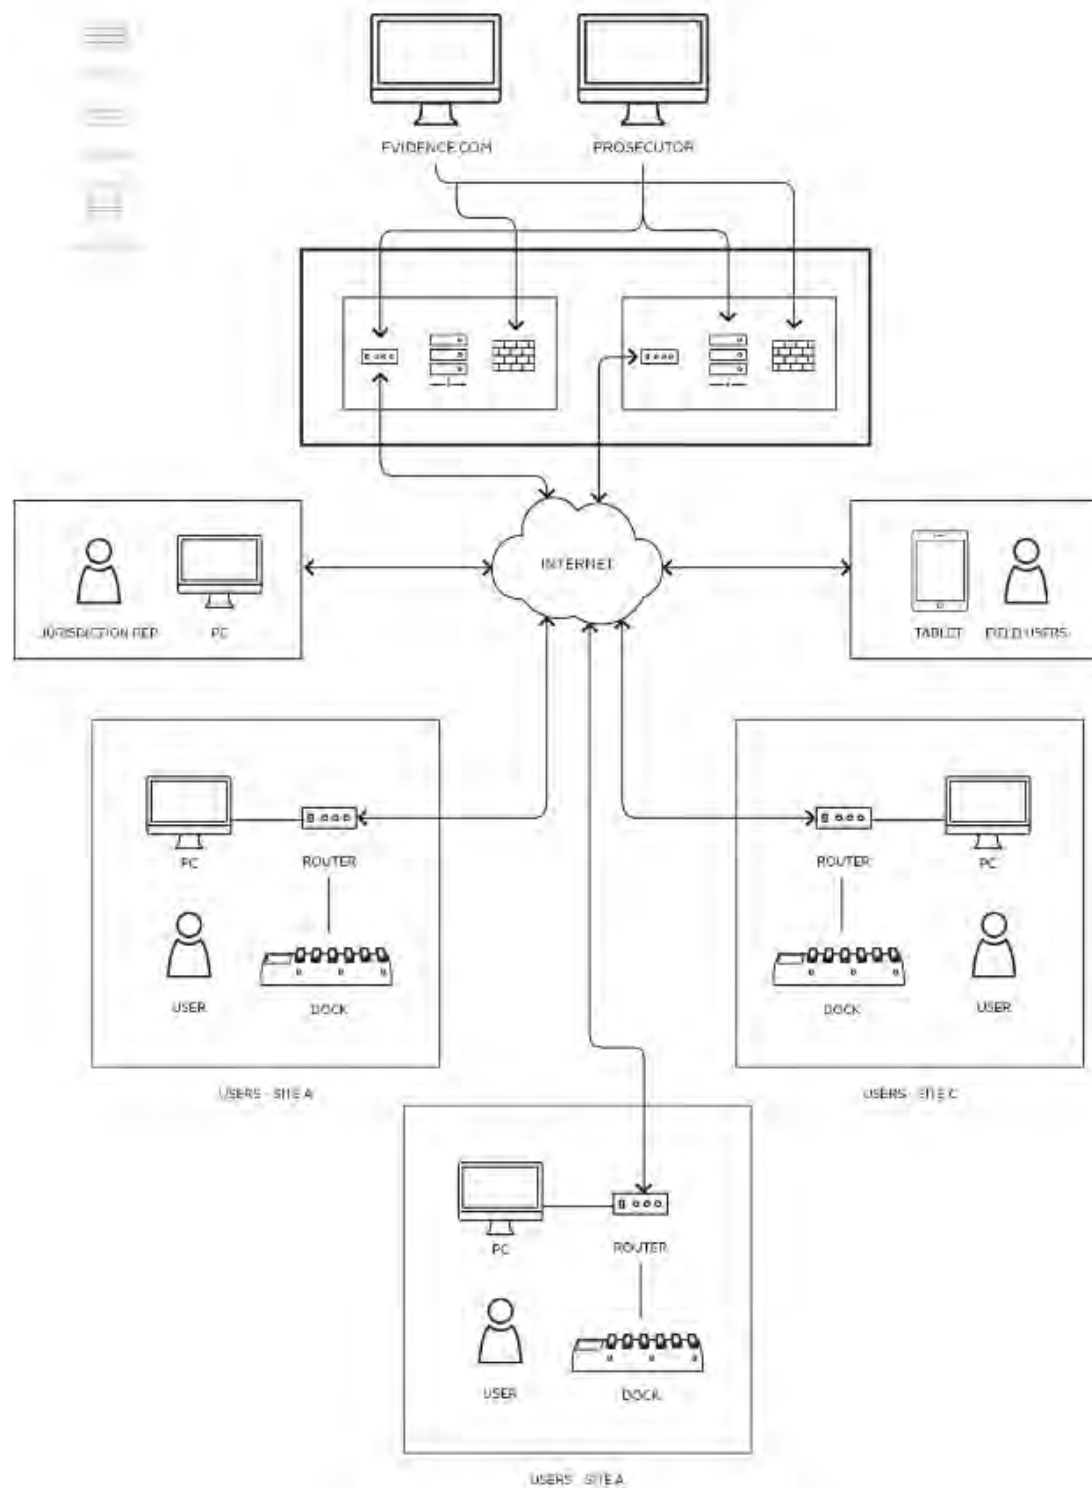 EVIDENCE.COM
PROSECUTOR
INTERNET
JURISDICTION REP
PC
TABLET
FIELD USERS
PC
ROUTER
USER
DOCK
USERS - SITE A
ROUTER
PC
DOCK
USER
USERS - SITE C
PC
ROUTER
USER
DOCK
USERS - SITE A